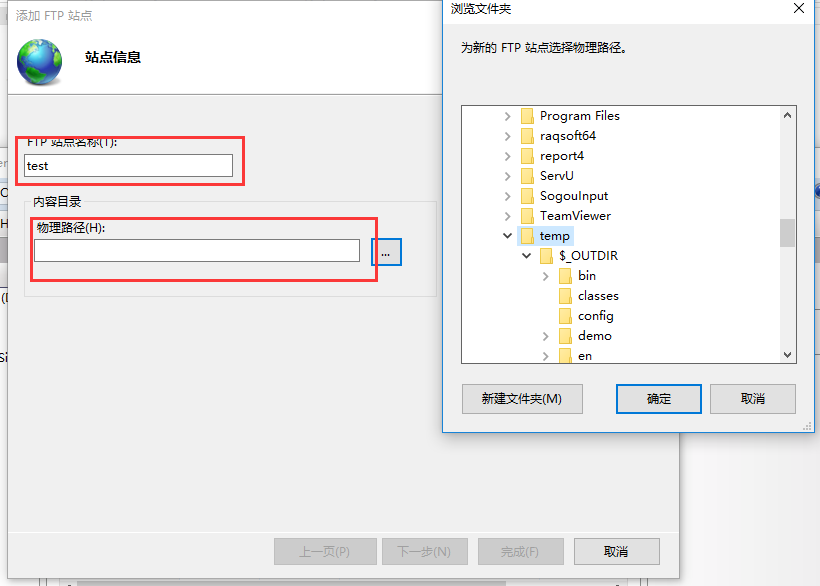 添加 FTP 站点
站点信息
FTP 站点名称(T):
test
内容目录
物理路径(H):
...
上一页(P)
下一步(N)
完成(F)
取消
浏览文件夹
为新的 FTP 站点选择物理路径。
Program Files
raqsoft64
report4
ServU
SogouInput
TeamViewer
temp
$_OUTDIR
bin
classes
config
demo
en
新建文件夹(M)
确定
取消